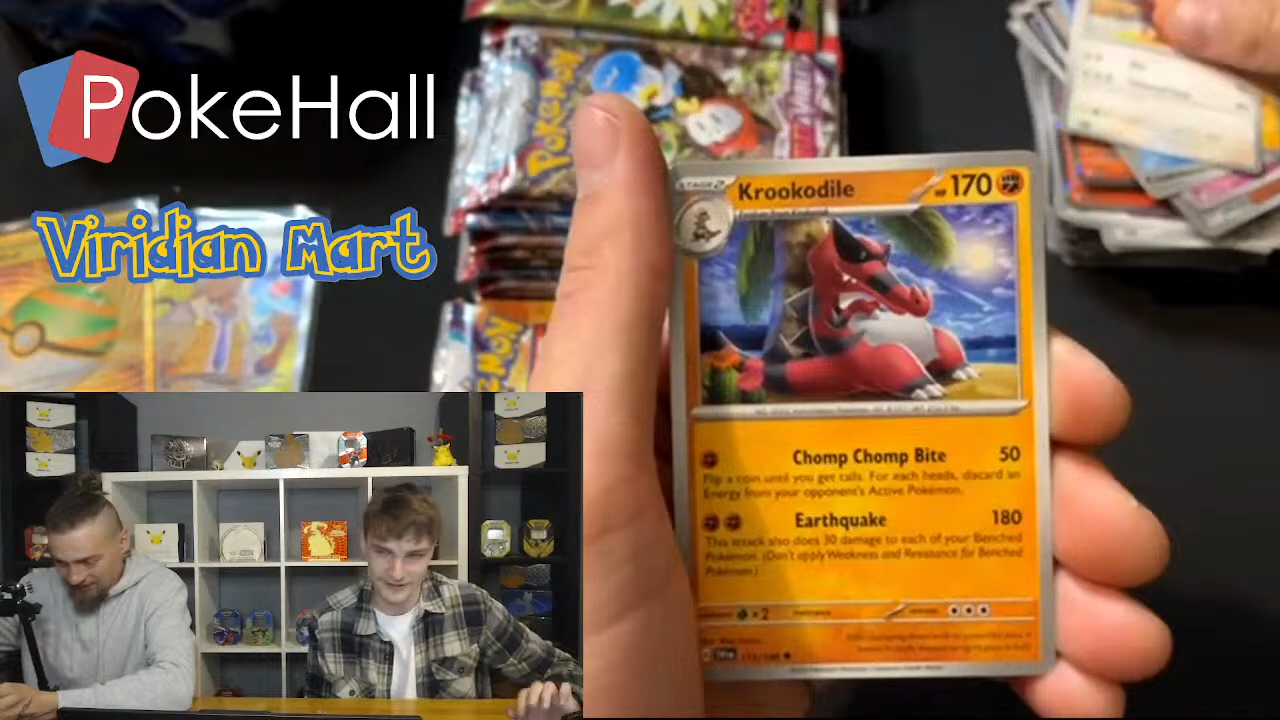 PokeHall
Viridian Mart
POKÉMON
STAGE 2
Krookodile
HP 170
Chomp Chomp Bite 50
Flip a coin until you get tails. For each heads, discard an
Energy from your opponent's Active Pokémon.
Earthquake 180
This attack also does 30 damage to each of your Benched
Pokémon. (Don't apply Weakness and Resistance for Benched
Pokémon.)
×2